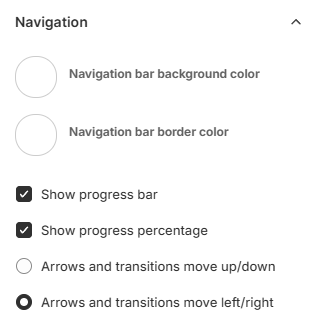 Navigation
Navigation bar background color
Navigation bar border color
Show progress bar
Show progress percentage
Arrows and transitions move up/down
Arrows and transitions move left/right